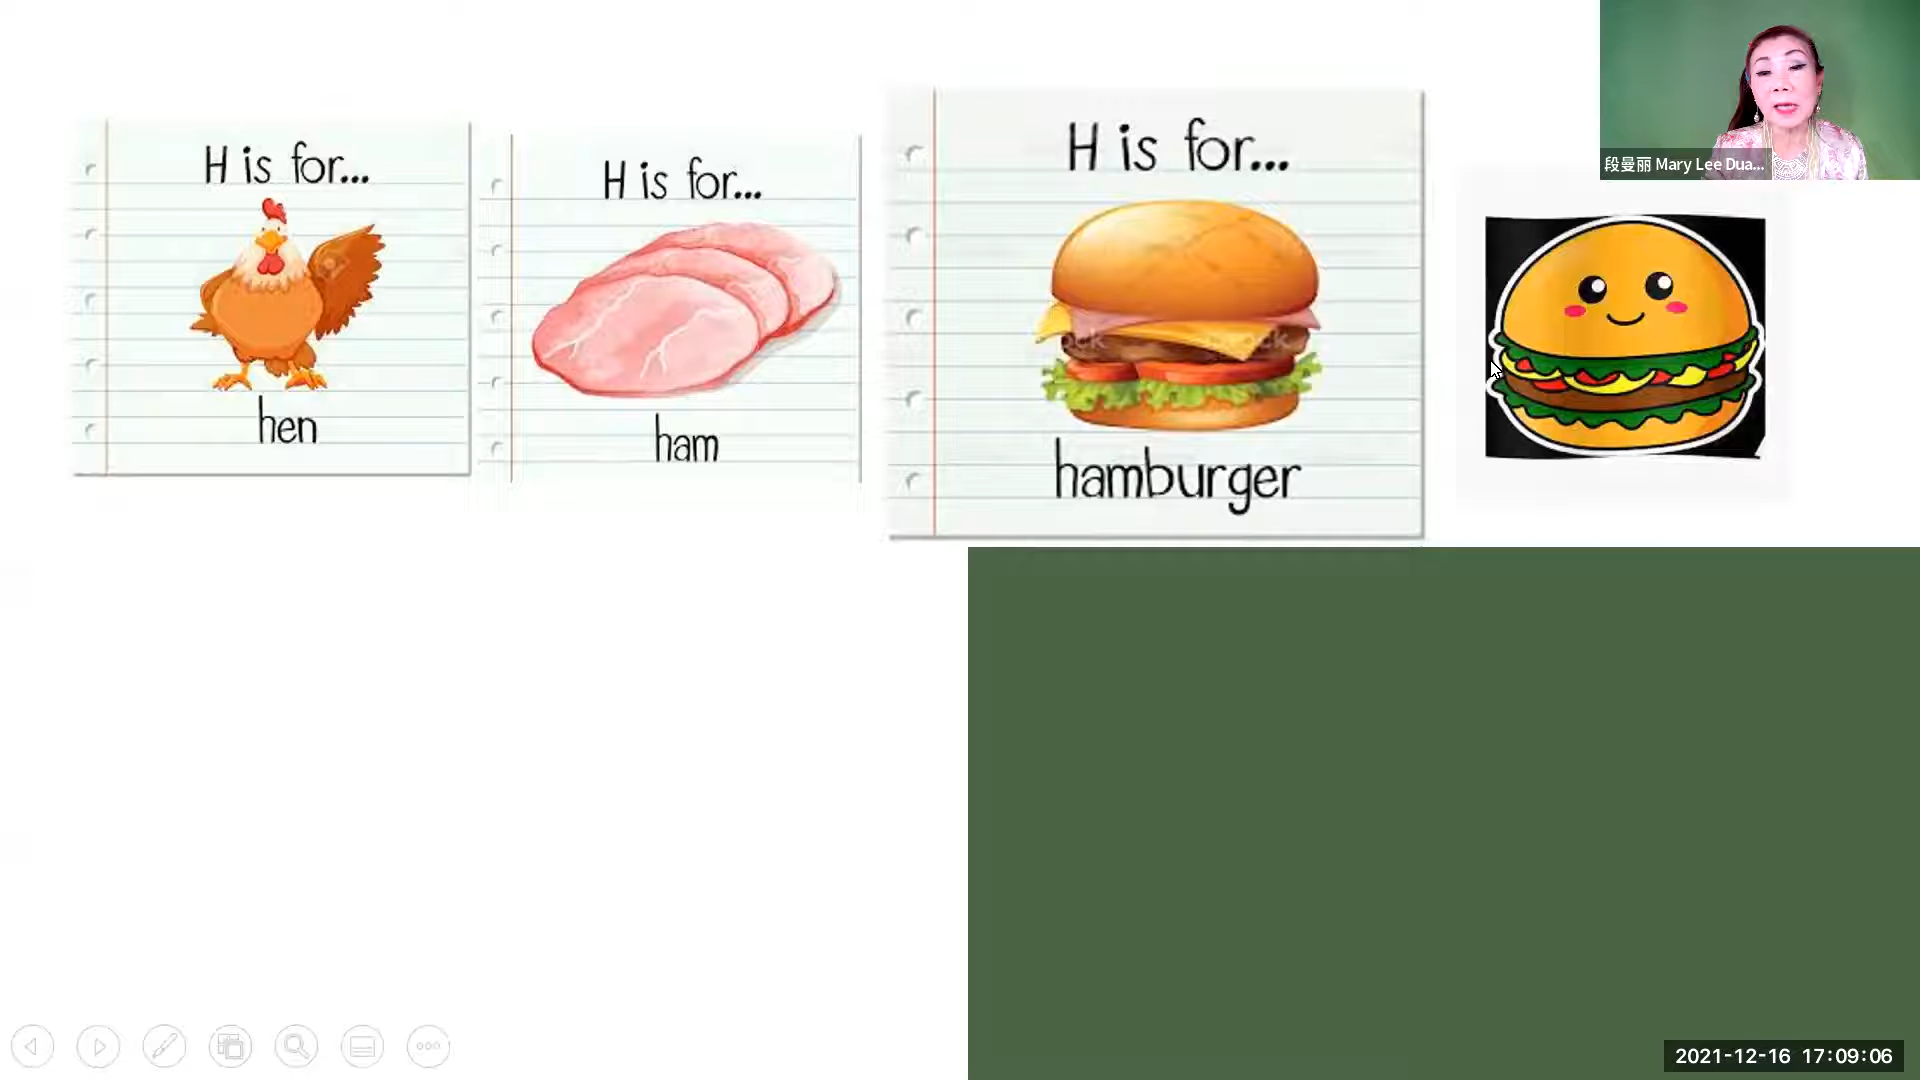 H is for...
hen
H is for...
ham
H is for...
hamburger
段曼丽 Mary Lee Dua...
2021-12-16 17:09:06